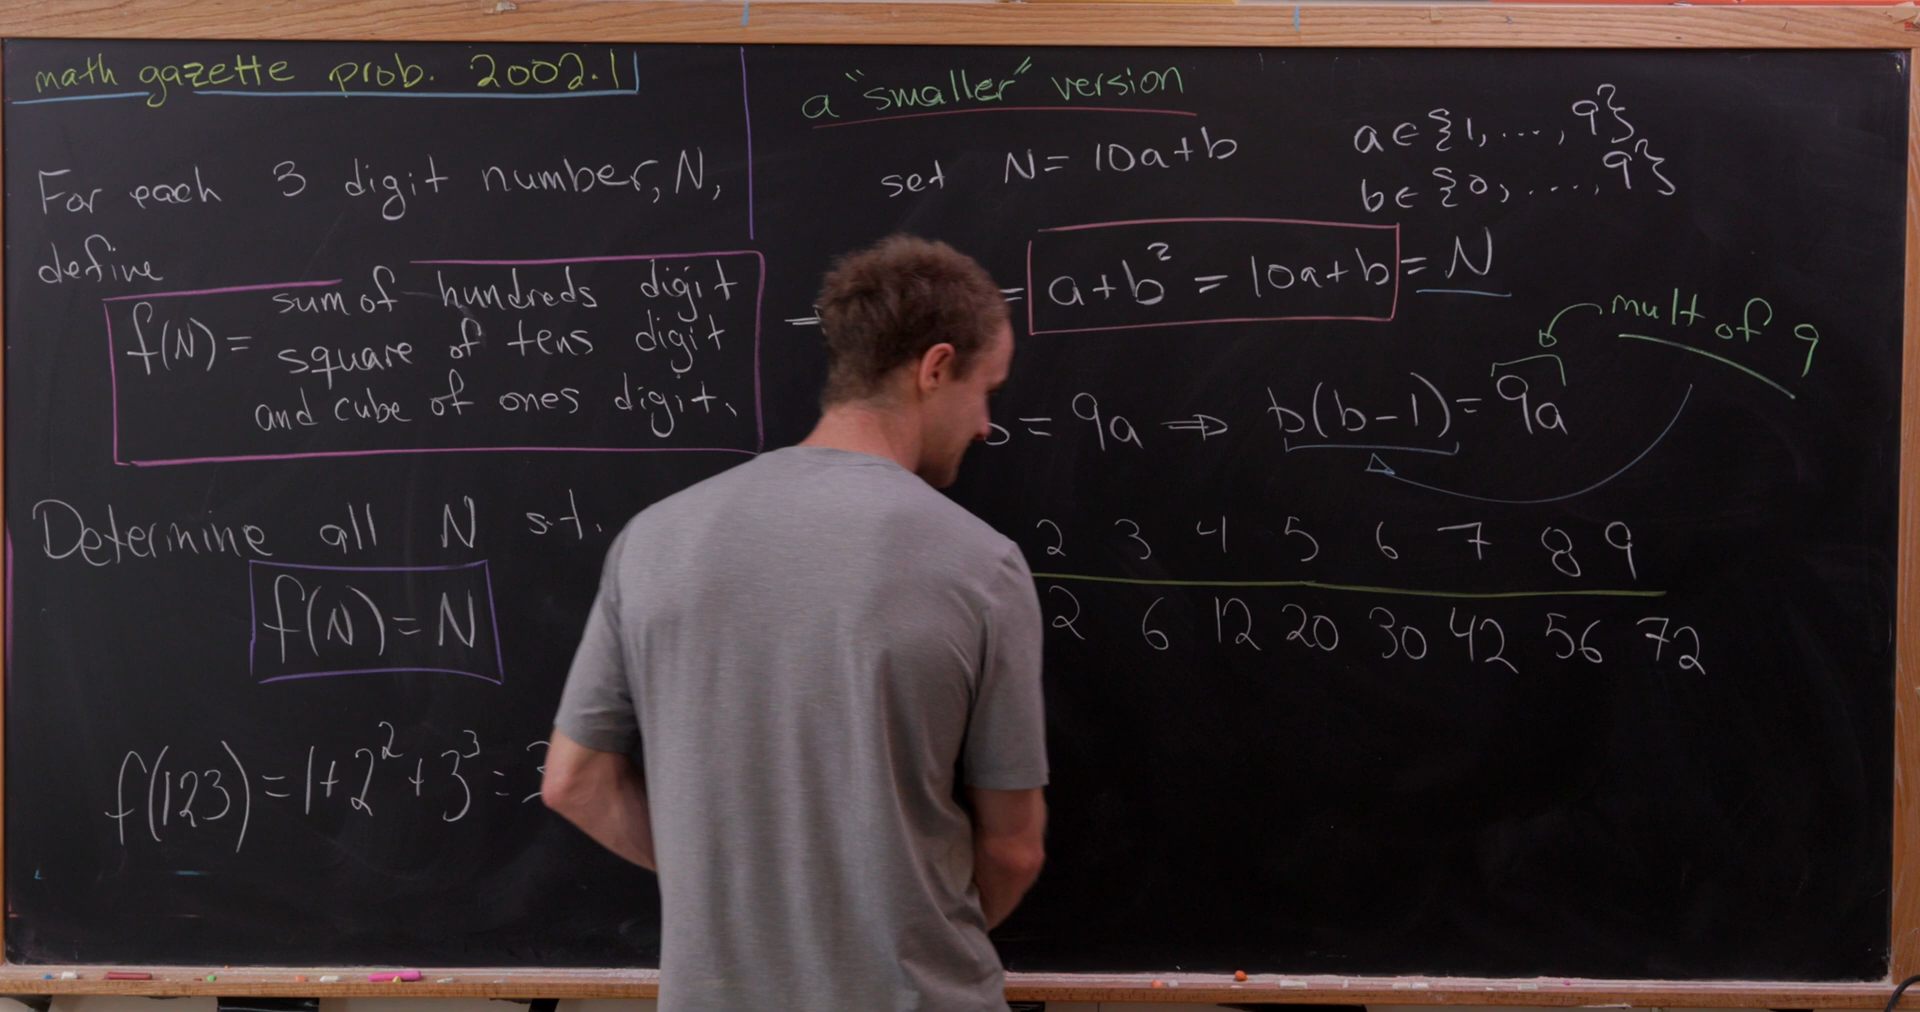 math gazette prob. 2002.1
For each 3 digit number, N,
define
f(N) = sum of hundreds digit
square of tens digit
and cube of ones digit.
Determine all N s.t.
f(N) = N
f(123) = 1+2²+3³ =
a "smaller" version
set N = 10a+b
a ∈ {1, ..., 9}
b ∈ {0, ..., 9}
= a+b² = 10a+b = N
mult of 9
b = 9a ⇒ b(b-1) = 9a
2 3 4 5 6 7 8 9
2 6 12 20 30 42 56 72